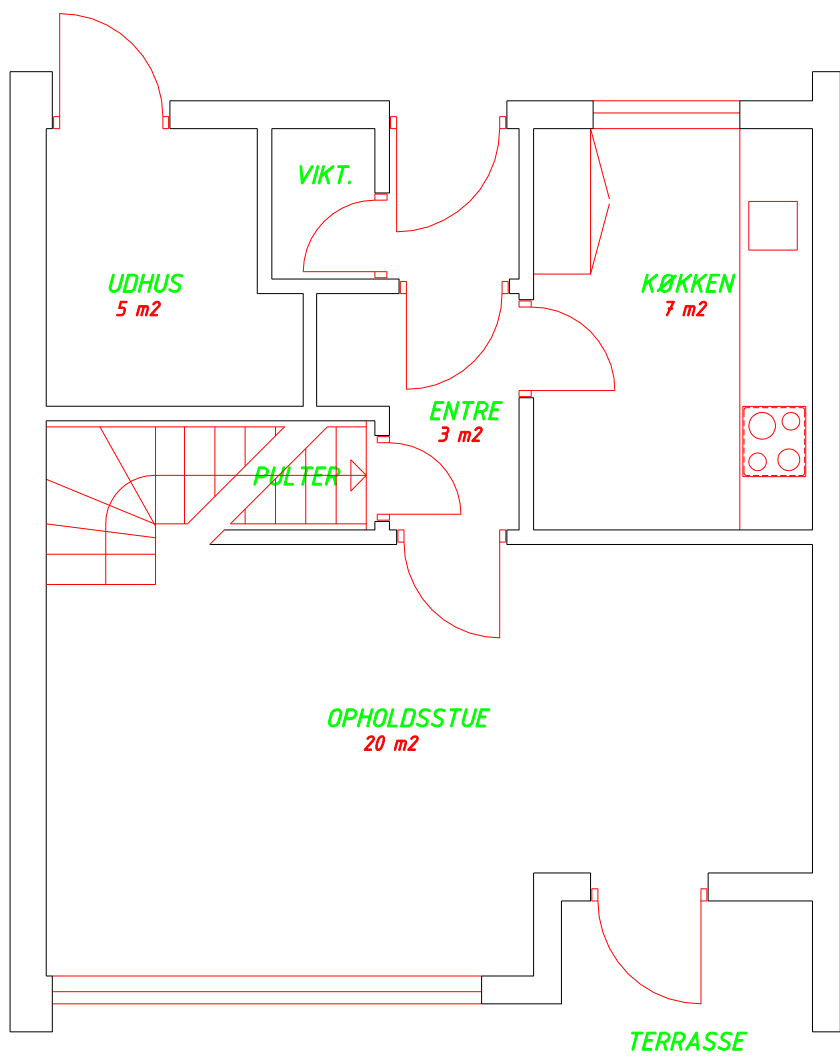 VIKT.
UDHUS
5 m2
KØKKEN
7 m2
ENTRE
3 m2
PULTER
OPHOLDSSTUE
20 m2
TERRASSE